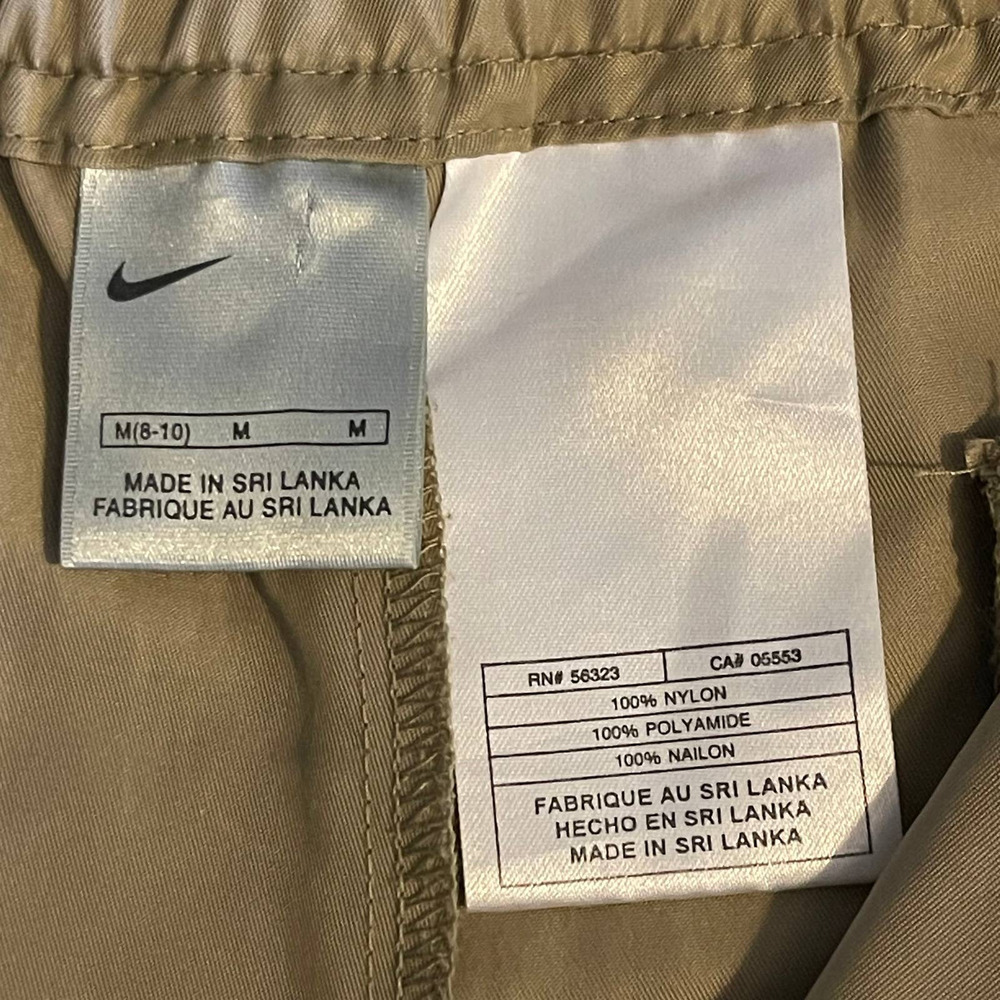 M(8-10) M M
MADE IN SRI LANKA
FABRIQUE AU SRI LANKA
RN# 56323 CA# 05553
100% NYLON
100% POLYAMIDE
100% NAILON
FABRIQUE AU SRI LANKA
HECHO EN SRI LANKA
MADE IN SRI LANKA